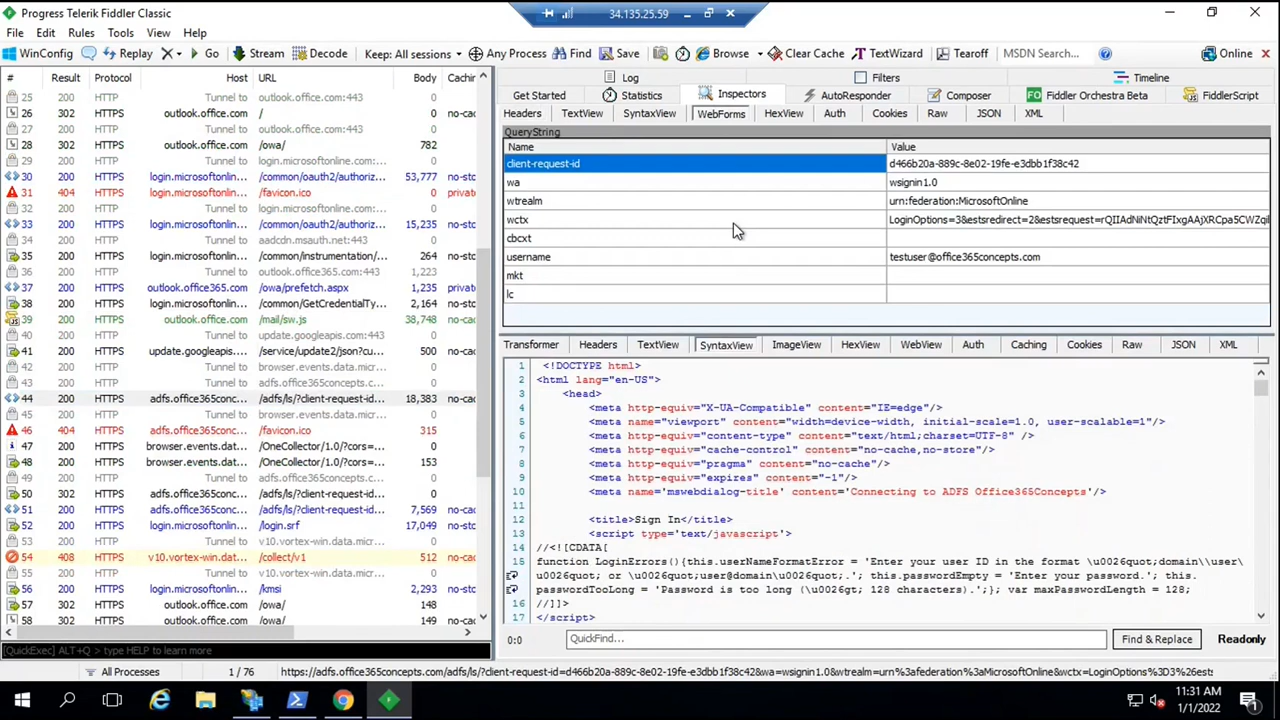 Progress Telerik Fiddler Classic
34.135.25.59
File Edit Rules Tools View Help
WinConfig Replay Go Stream Decode Keep: All sessions Any Process Find Save Browse Clear Cache TextWizard Tearoff MSDN Search... Online
# Result Protocol Host URL Body Cachin
25 200 HTTP Tunnel to outlook.office.com:443 0
26 302 HTTPS outlook.office.com / 0 no-cac
27 200 HTTP Tunnel to outlook.office.com:443 0
28 302 HTTPS outlook.office.com /owa/ 782
29 200 HTTP Tunnel to login.microsoftonline.com:... 0
30 200 HTTPS login.microsoftonlin... /common/oauth2/authoriz... 53,777 no-sto
31 404 HTTPS login.microsoftonlin... /favicon.ico 0 private
32 200 HTTP Tunnel to login.microsoftonline.com:... 0
33 200 HTTPS login.microsoftonlin... /common/oauth2/authoriz... 15,235 no-sto
34 200 HTTP Tunnel to aadcdn.msauth.net:443 0
35 200 HTTPS login.microsoftonlin... /common/instrumentation/... 264 no-sto
36 200 HTTP Tunnel to outlook.office365.com:443 1,223
37 200 HTTPS outlook.office365.com /owa/prefetch.aspx 1,235 private
38 200 HTTPS login.microsoftonlin... /common/GetCredentialTy... 2,164 no-sto
39 200 HTTPS outlook.office.com /mail/sw.js 38,748 no-cac
40 200 HTTP Tunnel to update.googleapis.com:443 0
41 200 HTTPS update.googleapis.com /service/update2/json?cu... 500 no-cac
42 200 HTTP Tunnel to browser.events.data.micr... 0
43 200 HTTP Tunnel to adfs.office365concepts.co... 0
44 200 HTTPS adfs.office365conc... /adfs/ls/?client-request-id... 18,383 no-cac
45 200 HTTP Tunnel to browser.events.data.micr... 0
46 404 HTTPS adfs.office365conc... /favicon.ico 315
47 200 HTTPS browser.events.dat... /OneCollector/1.0/?cors=... 0
48 200 HTTPS browser.events.dat... /OneCollector/1.0/?cors=... 153
49 200 HTTP Tunnel to adfs.office365concepts.co... 0
50 302 HTTPS adfs.office365conc... /adfs/ls/?client-request-id... 0 no-cac
51 200 HTTPS adfs.office365conc... /adfs/ls/?client-request-id... 7,569 no-cac
52 200 HTTPS login.microsoftonlin... /login.srf 17,049 no-sto
53 200 HTTP Tunnel to v10.vortex-win.data.micr... 0
54 408 HTTPS v10.vortex-win.dat... /collect/v1 512 no-cac
55 200 HTTP Tunnel to v10.vortex-win.data.micr... 0
56 200 HTTPS login.microsoftonlin... /kmsi 2,293 no-sto
57 302 HTTPS outlook.office.com /owa/ 148
58 302 HTTPS outlook.office.com /owa/ 149
[QuickExec] ALT+Q > type HELP to learn more
Log Filters Timeline
Get Started Statistics Inspectors AutoResponder Composer FO Fiddler Orchestra Beta FiddlerScript
Headers TextView SyntaxView WebForms HexView Auth Cookies Raw JSON XML
QueryString
Name Value
client-request-id d466b20a-889c-8e02-19fe-e3dbb1f38c42
wa wsignin1.0
wtrealm urn:federation:MicrosoftOnline
wctx
cbcxt
username testuser@office365concepts.com
mkt
lc
Transformer Headers TextView SyntaxView ImageView HexView WebView Auth Caching Cookies Raw JSON XML
1 <!DOCTYPE html>
2 <html lang="en-US">
3 <head>
4 <meta http-equiv="X-UA-Compatible" content="IE=edge"/>
5 <meta name="viewport" content="width=device-width, initial-scale=1.0, user-scalable=1"/>
6 <meta http-equiv="content-type" content="text/html;charset=UTF-8" />
7 <meta http-equiv="cache-control" content="no-cache,no-store"/>
8 <meta http-equiv="pragma" content="no-cache"/>
9 <meta http-equiv="expires" content="-1"/>
10 <meta name='mswebdialog-title' content='Connecting to ADFS Office365Concepts'/>
11
12 <title>Sign In</title>
13 <script type='text/javascript'>
14 //<![CDATA[
15 function LoginErrors(){this.userNameFormatError = 'Enter your user ID in the format \u0026quot;domain\\user\
u0026quot; or \u0026quot;user@domain\u0026quot;.'; this.passwordEmpty = 'Enter your password.'; this.
passwordTooLong = 'Password is too long (\u0026gt; 128 characters).';}; var maxPasswordLength = 128;
16 //]]>
17 </script>
0:0 QuickFind... Find & Replace Readonly
All Processes 1 / 76 https://adfs.office365concepts.com/adfs/ls/?client-request-id=d466b20a-889c-8e02-19fe-e3dbb1f38c42&wa=wsignin1.0&wtrealm=urn%3afederation%3aMicrosoftOnline&wctx=LoginOptions%3D3%26ests
11:31 AM
1/1/2022
1